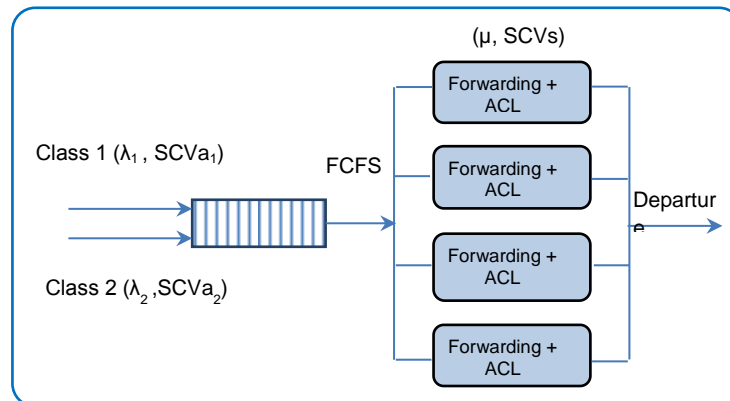 (μ, SCVs)
Forwarding +
ACL
Class 1 (λ₁ , SCVa₁)
FCFS
Forwarding +
ACL
Departur
e
Forwarding +
ACL
Class 2 (λ₂ ,SCVa₂)
Forwarding +
ACL